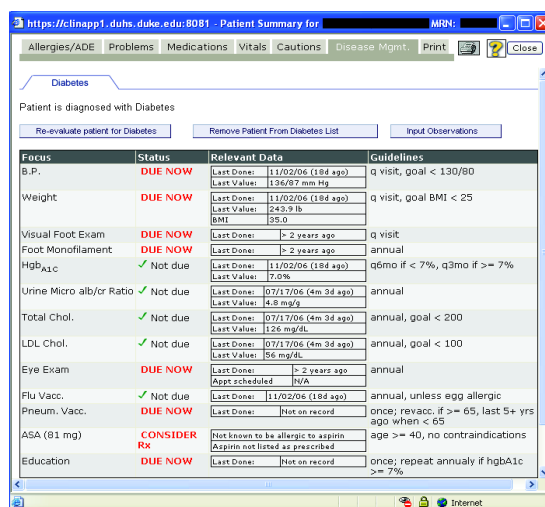 https://clinapp1.duhs.duke.edu:8081 - Patient Summary for MRN:
Allergies/ADE Problems Medications Vitals Cautions Disease Mgmt. Print Close
Diabetes
Patient is diagnosed with Diabetes
Re-evaluate patient for Diabetes Remove Patient From Diabetes List Input Observations
Focus Status Relevant Data Guidelines
B.P. DUE NOW Last Done: 11/02/06 (18d ago) q visit, goal < 130/80
Last Value: 136/87 mm Hg
Weight DUE NOW Last Done: 11/02/06 (18d ago) q visit, goal BMI < 25
Last Value: 243.9 lb
BMI 35.0
Visual Foot Exam DUE NOW Last Done: > 2 years ago q visit
Foot Monofilament DUE NOW Last Done: > 2 years ago annual
HgbA1C ✓ Not due Last Done: 11/02/06 (18d ago) q6mo if < 7%, q3mo if >= 7%
Last Value: 7.0%
Urine Micro alb/cr Ratio ✓ Not due Last Done: 07/17/06 (4m 3d ago) annual
Last Value: 4.8 mg/g
Total Chol. ✓ Not due Last Done: 07/17/06 (4m 3d ago) annual, goal < 200
Last Value: 126 mg/dL
LDL Chol. ✓ Not due Last Done: 07/17/06 (4m 3d ago) annual, goal < 100
Last Value: 56 mg/dL
Eye Exam DUE NOW Last Done: > 2 years ago annual
Appt scheduled N/A
Flu Vacc. ✓ Not due Last Done: 11/02/06 (18d ago) annual, unless egg allergic
Pneum. Vacc. DUE NOW Last Done: Not on record once; revacc. if >= 65, last 5+ yrs
ago when < 65
ASA (81 mg) CONSIDER Not known to be allergic to aspirin age >= 40, no contraindications
Rx Aspirin not listed as prescribed
Education DUE NOW Last Done: Not on record once; repeat annualy if hgbA1c
>= 7%
Internet